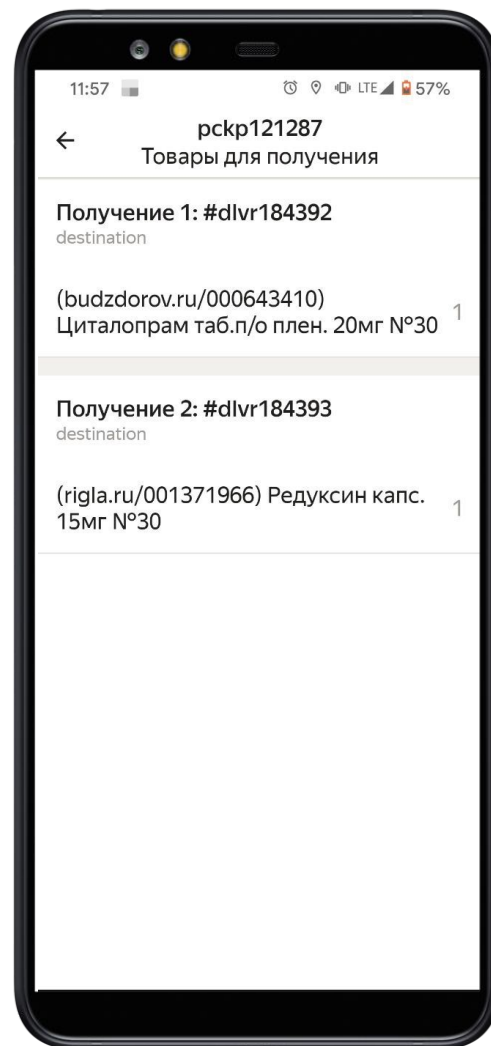 11:57 LTE 57%
pckp121287
Товары для получения
Получение 1: #dlvr184392
destination
(budzdorov.ru/000643410)
Циталопрам таб.п/о плен. 20мг №30 1
Получение 2: #dlvr184393
destination
(rigla.ru/001371966) Редуксин капс.
15мг №30 1